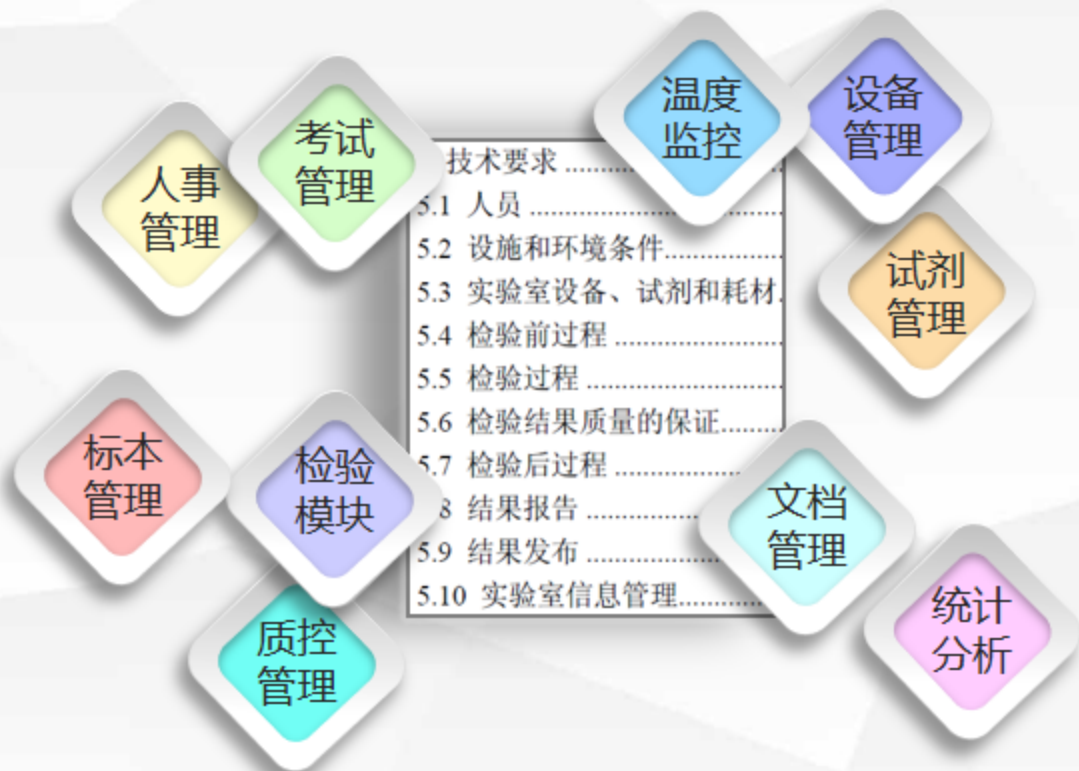 人事
管理
考试
管理
温度
监控
设备
管理
试剂
管理
技术要求
5.1 人员
5.2 设施和环境条件
5.3 实验室设备、试剂和耗材
5.4 检验前过程
5.5 检验过程
5.6 检验结果质量的保证
5.7 检验后过程
8 结果报告
5.9 结果发布
5.10 实验室信息管理
标本
管理
检验
模块
质控
管理
文档
管理
统计
分析